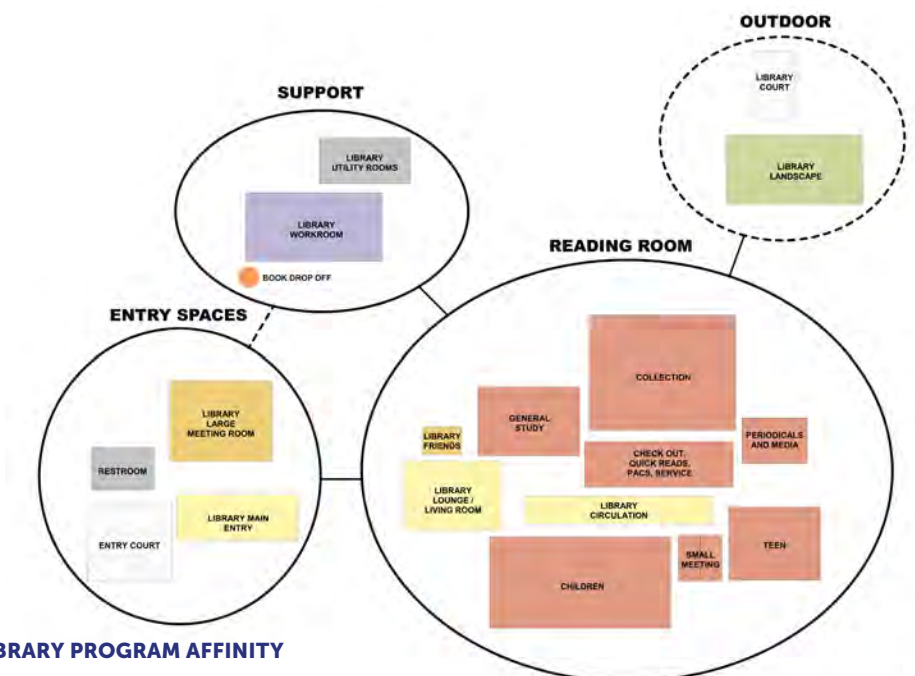 OUTDOOR
LIBRARY
COURT
LIBRARY
LANDSCAPE
SUPPORT
LIBRARY
UTILITY ROOMS
LIBRARY
WORKROOM
BOOK DROP OFF
READING ROOM
COLLECTION
GENERAL
STUDY
LIBRARY
FRIENDS
PERIODICALS
AND MEDIA
CHECK OUT,
QUICK READS,
PACS, SERVICE
LIBRARY
LOUNGE /
LIVING ROOM
LIBRARY
CIRCULATION
SMALL
MEETING
TEEN
CHILDREN
ENTRY SPACES
LIBRARY
LARGE
MEETING ROOM
RESTROOM
LIBRARY MAIN
ENTRY
ENTRY COURT
BRARY PROGRAM AFFINITY